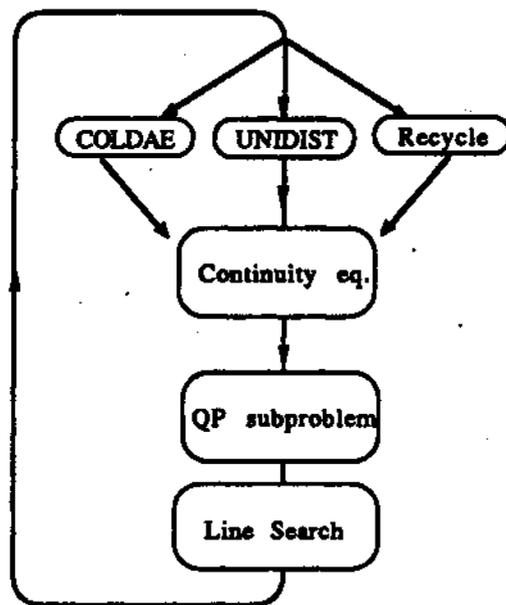 COLDAE UNIDIST Recycle
Continuity eq.
QP subproblem
Line Search